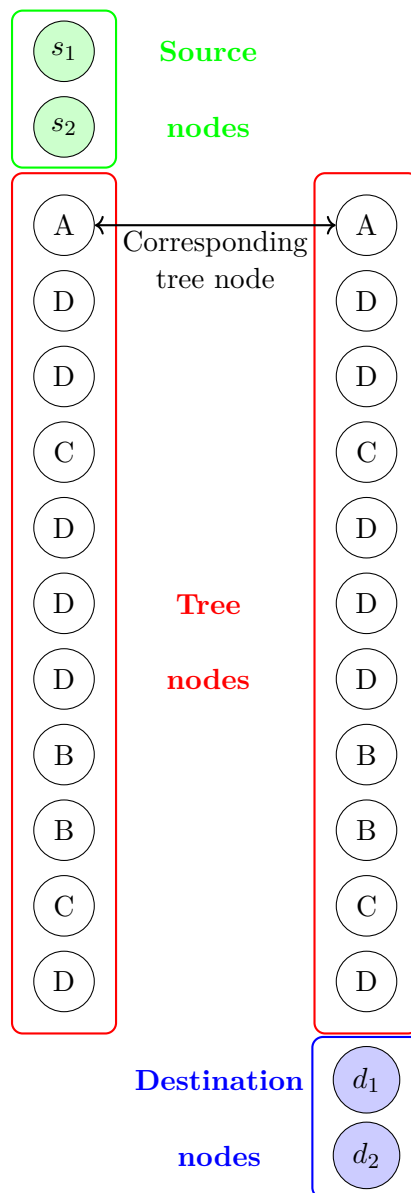 s₁ Source
s₂ nodes
A A
Corresponding
tree node
D D
D D
C C
D D
D Tree D
D nodes D
B B
B B
C C
D D
Destination d₁
nodes d₂